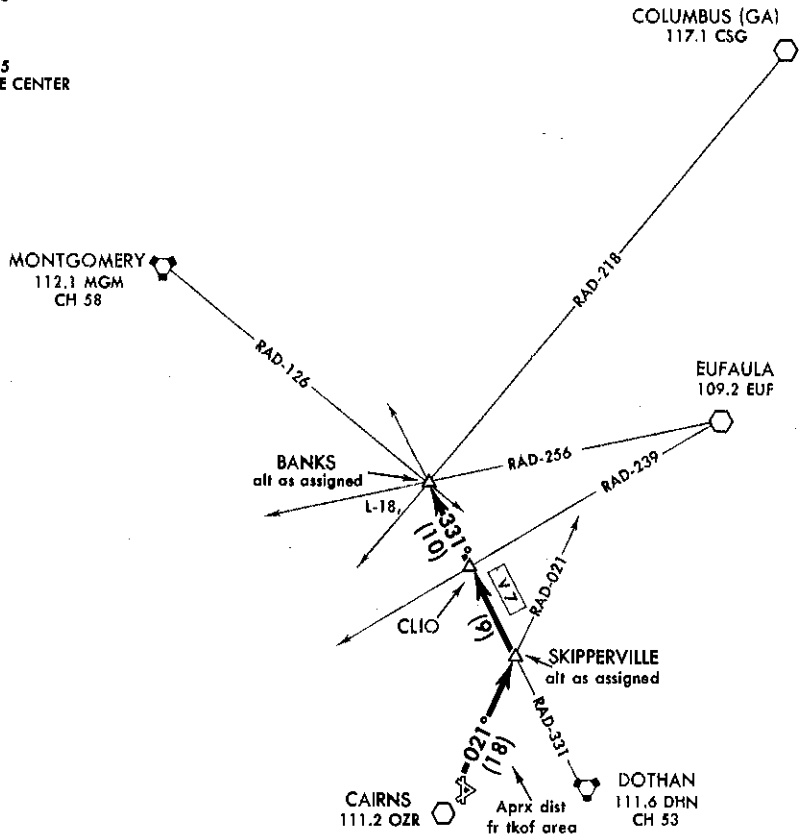 COLUMBUS (GA)
117.1 CSG
5
E CENTER
MONTGOMERY
112.1 MGM
CH 58
RAD-218
RAD-126
EUFAULA
109.2 EUF
BANKS
alt as assigned
RAD-256
RAD-239
L-18,
331°
(10)
V 7
RAD-021
CLIO
(9)
SKIPPERVILLE
alt as assigned
021°
(18)
RAD-331
CAIRNS
111.2 OZR
Aprx dist
fr tkof area
DOTHAN
111.6 DHN
CH 53